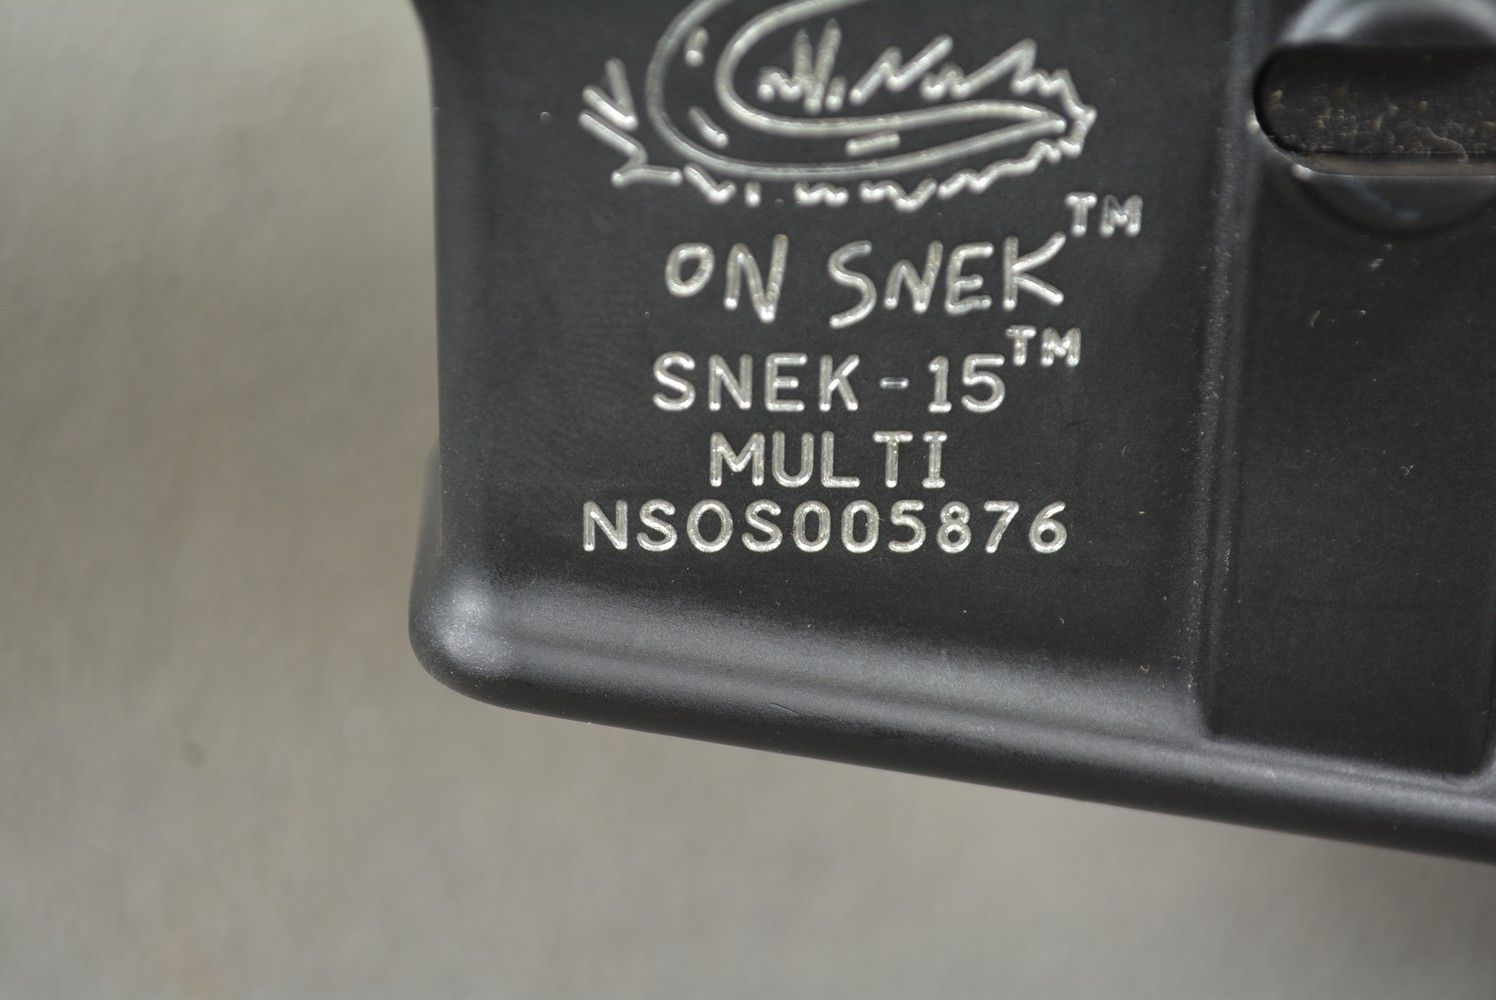 ON SNEK™
SNEK-15™
MULTI
NSOS005876